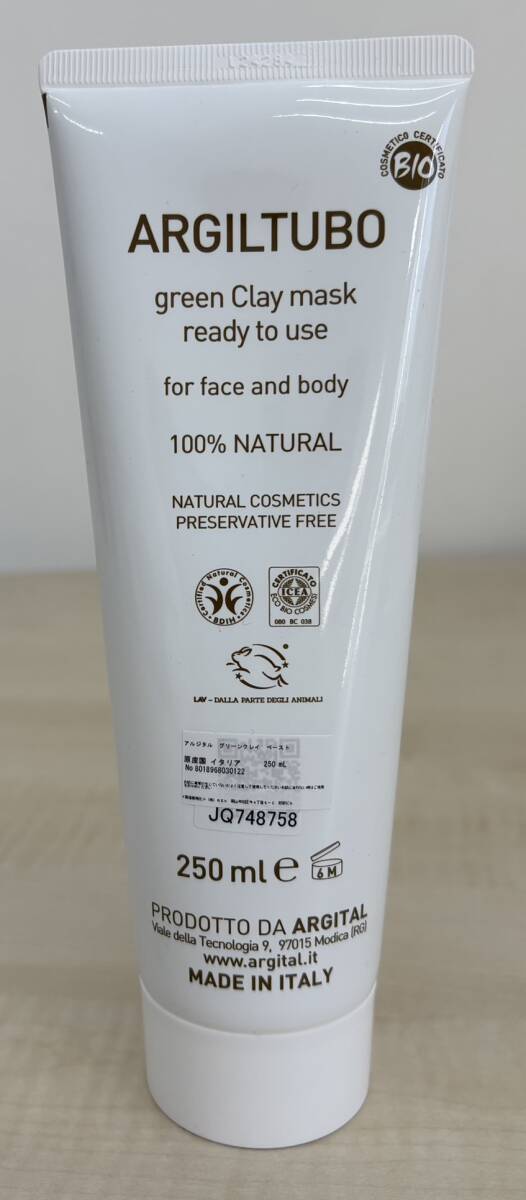 COSMETICO CERTIFICATO
BIO
ARGILTUBO
green Clay mask
ready to use
for face and body
100% NATURAL
NATURAL COSMETICS
PRESERVATIVE FREE
Certified Natural Cosmetics
BDIH
CERTIFICATO
ICEA
ECO BIO COSMESI
080 BC 038
LAV - DALLA PARTE DEGLI ANIMALI
アルジタル グリーンクレイ ペースト
原産国 イタリア 250 mL
No 8018968030122
JQ748758
250 ml e 6 M
PRODOTTO DA ARGITAL
Viale della Tecnologia 9, 97015 Modica (RG)
www.argital.it
MADE IN ITALY